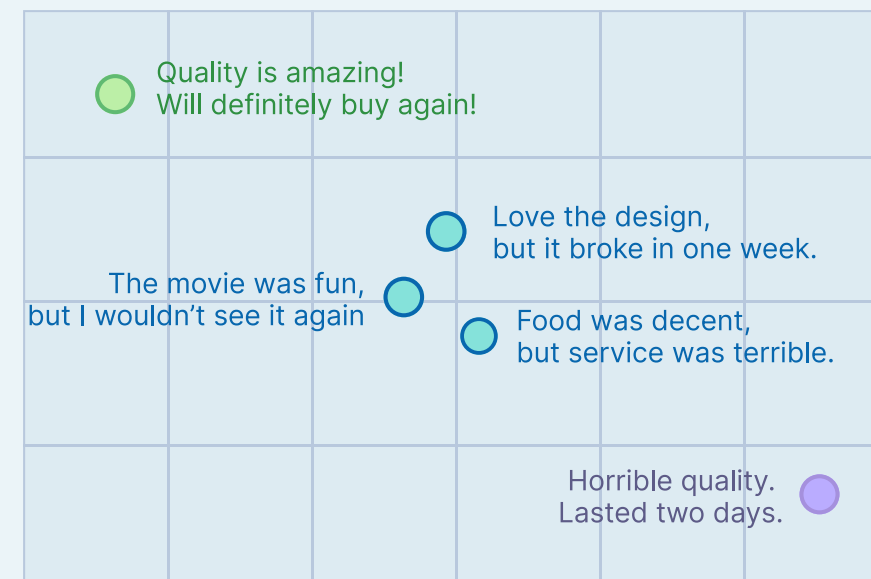 Quality is amazing!
Will definitely buy again!
Love the design,
but it broke in one week.
The movie was fun,
but I wouldn’t see it again
Food was decent,
but service was terrible.
Horrible quality.
Lasted two days.